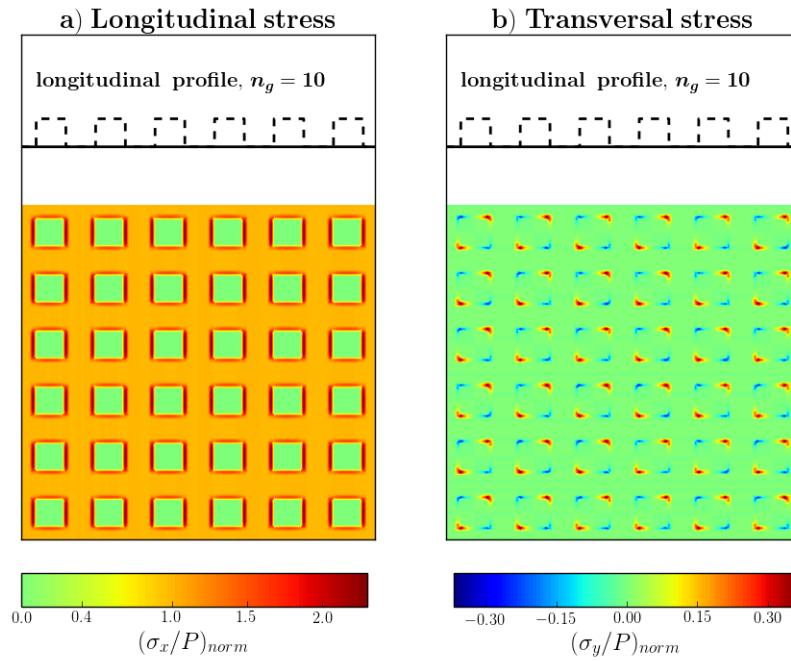 a) Longitudinal stress
longitudinal profile, n_g = 10
0.0 0.4 1.0 1.5 2.0
(σ_x/P)_norm
b) Transversal stress
longitudinal profile, n_g = 10
−0.30 −0.15 0.00 0.15 0.30
(σ_y/P)_norm